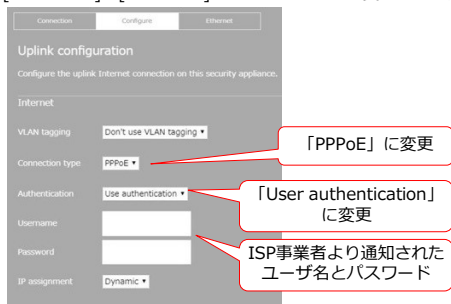 Connection Configure Ethernet
Uplink configuration
Configure the uplink Internet connection on this security appliance.
Internet
VLAN tagging Don't use VLAN tagging
Connection type PPPoE
「PPPoE」に変更
Authentication Use authentication
「User authentication」
に変更
Username
Password
ISP事業者より通知された
ユーザ名とパスワード
IP assignment Dynamic